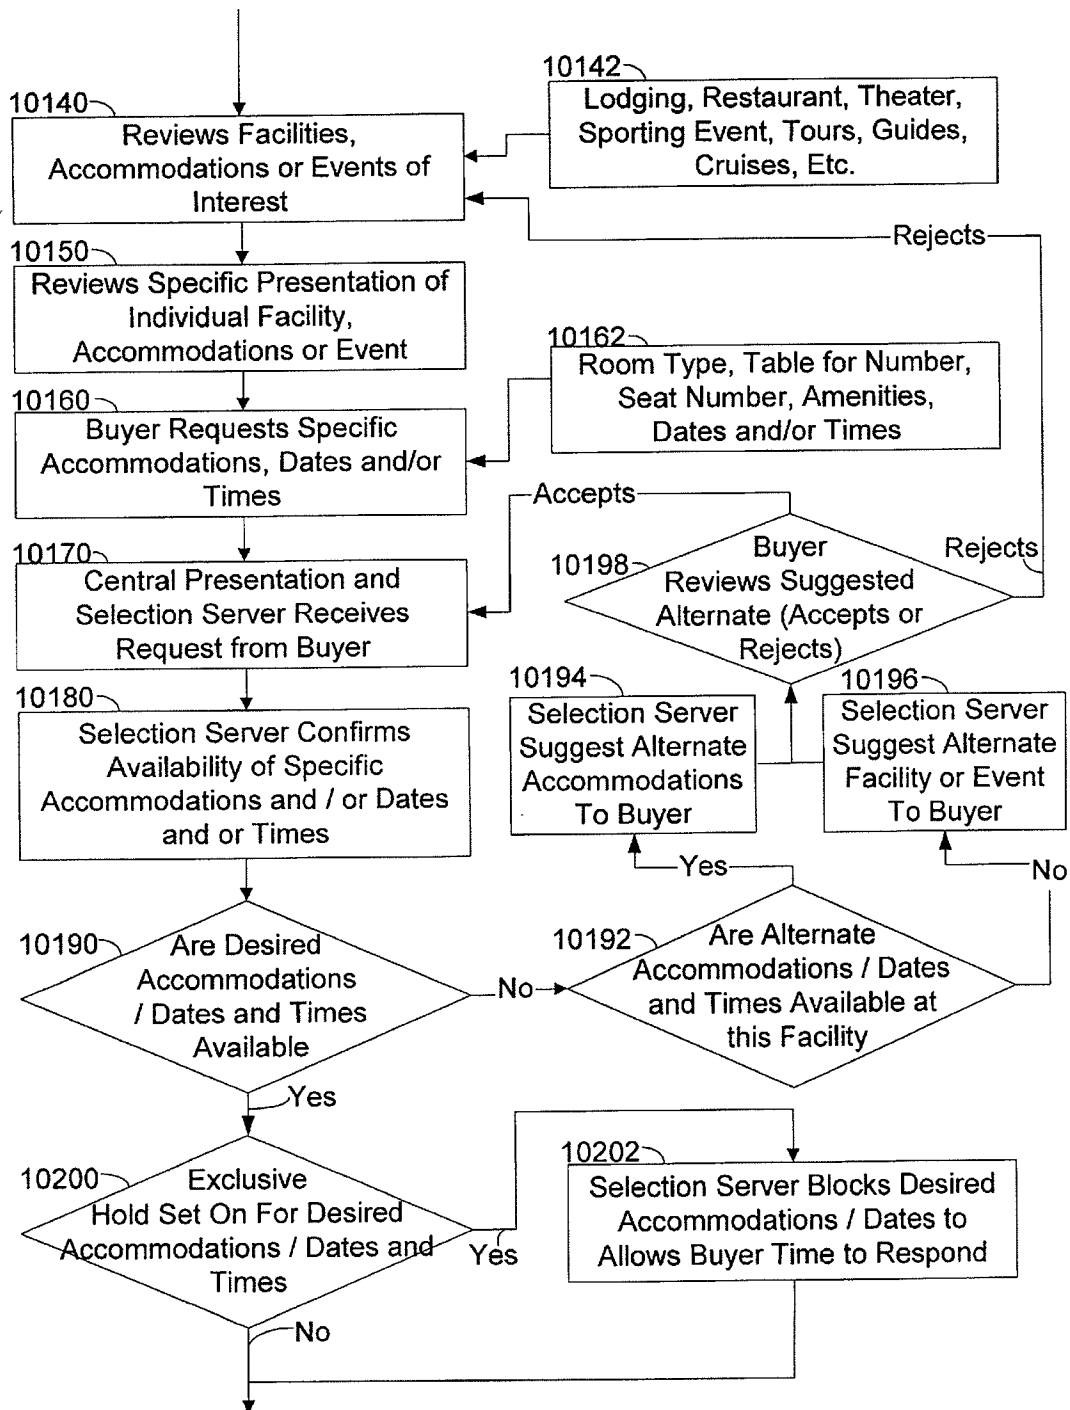 10140
Reviews Facilities,
Accommodations or Events of
Interest
10142
Lodging, Restaurant, Theater,
Sporting Event, Tours, Guides,
Cruises, Etc.
Rejects
10150
Reviews Specific Presentation of
Individual Facility,
Accommodations or Event
10160
Buyer Requests Specific
Accommodations, Dates and/or
Times
10162
Room Type, Table for Number,
Seat Number, Amenities,
Dates and/or Times
Accepts
10170
Central Presentation and
Selection Server Receives
Request from Buyer
10198
Buyer
Reviews Suggested
Alternate (Accepts or
Rejects)
Rejects
10180
Selection Server Confirms
Availability of Specific
Accommodations and / or Dates
and or Times
10194
Selection Server
Suggest Alternate
Accommodations
To Buyer
10196
Selection Server
Suggest Alternate
Facility or Event
To Buyer
Yes
No
10190
Are Desired
Accommodations
/ Dates and Times
Available
No
10192
Are Alternate
Accommodations / Dates
and Times Available at
this Facility
Yes
10200
Exclusive
Hold Set On For Desired
Accommodations / Dates and
Times
Yes
10202
Selection Server Blocks Desired
Accommodations / Dates to
Allows Buyer Time to Respond
No